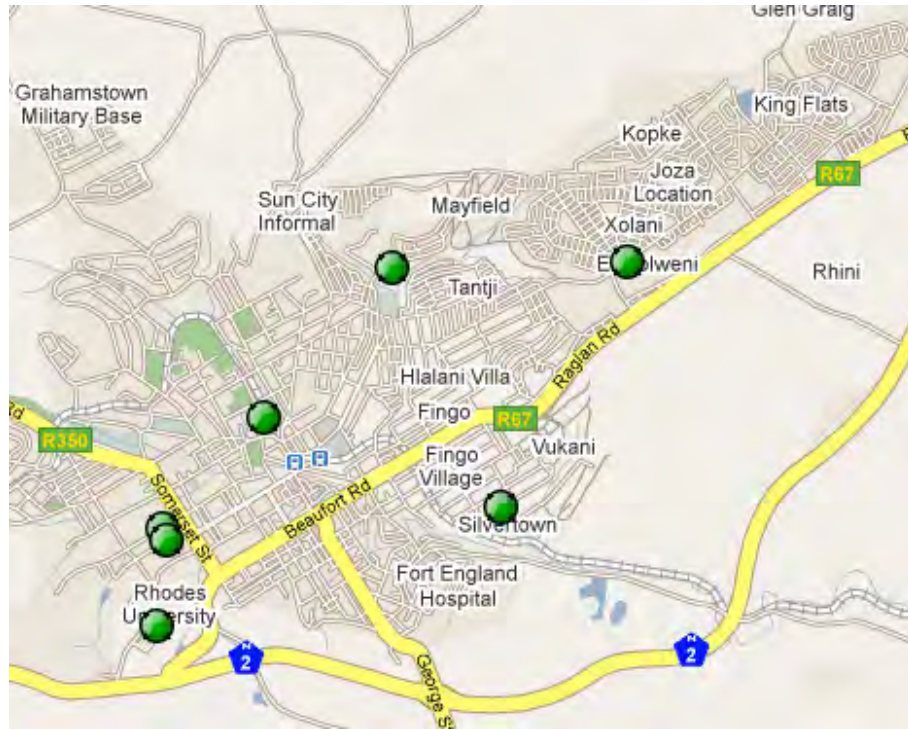 Glen Graig
Grahamstown
Military Base
King Flats
Kopke
Joza
Location
R67
Sun City
Informal
Mayfield
Xolani
Tantji
Rhini
Raglan Rd
Hlalani Villa
Fingo
R67
R350
Vukani
Fingo
Village
Somerset St
Beaufort Rd
Silvertown
Fort England
Hospital
Rhodes
N
2
N
2
George St